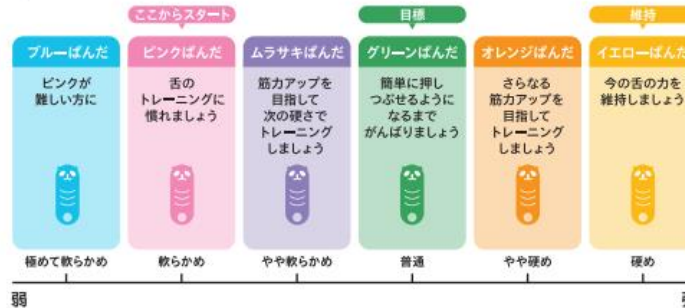 ここからスタート
目標
維持
ブルーぱんだ
ピンクが
難しい方に
極めて軟らかめ
ピンクぱんだ
舌の
トレーニングに
慣れましょう
軟らかめ
ムラサキぱんだ
筋力アップを
目指して
次の硬さで
トレーニング
しましょう
やや軟らかめ
グリーンぱんだ
簡単に押し
つぶせるように
なるまで
がんばりましょう
普通
オレンジぱんだ
さらなる
筋力アップを
目指して
トレーニング
しましょう
やや硬め
イエローぱんだ
今の舌の力を
維持しましょう
硬め
弱